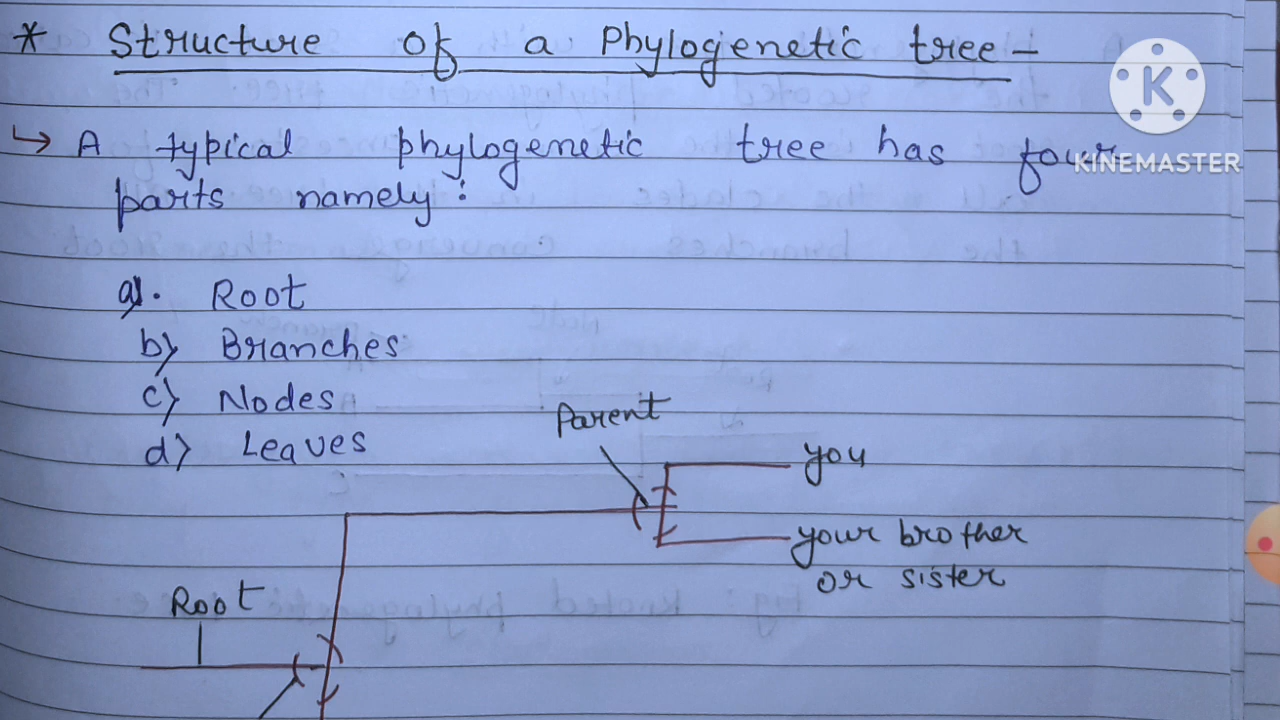 * Structure of a Phylogenetic tree -
↳ A typical phylogenetic tree has four
parts namely:
a). Root
b) Branches
c) Nodes
d) Leaves
Parent
you
your brother
or sister
Root
K
KINEMASTER